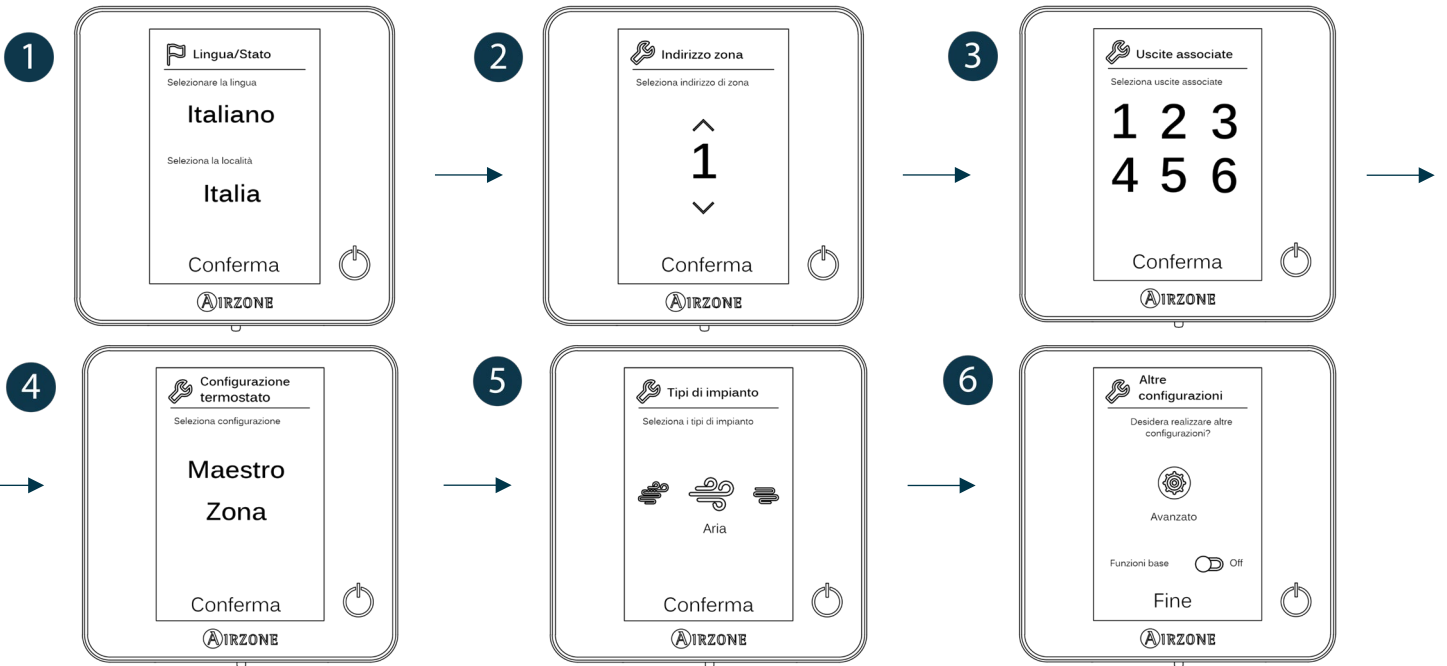 1
Lingua/Stato
Selezionare la lingua
Italiano
Seleziona la località
Italia
Conferma
AIRZONE
2
Indirizzo zona
Seleziona indirizzo di zona
1
Conferma
AIRZONE
3
Uscite associate
Seleziona uscite associate
1 2 3
4 5 6
Conferma
AIRZONE
4
Configurazione
termostato
Seleziona configurazione
Maestro
Zona
Conferma
AIRZONE
5
Tipi di impianto
Seleziona i tipi di impianto
Aria
Conferma
AIRZONE
6
Altre
configurazioni
Desidera realizzare altre
configurazioni?
Avanzato
Funzioni base Off
Fine
AIRZONE